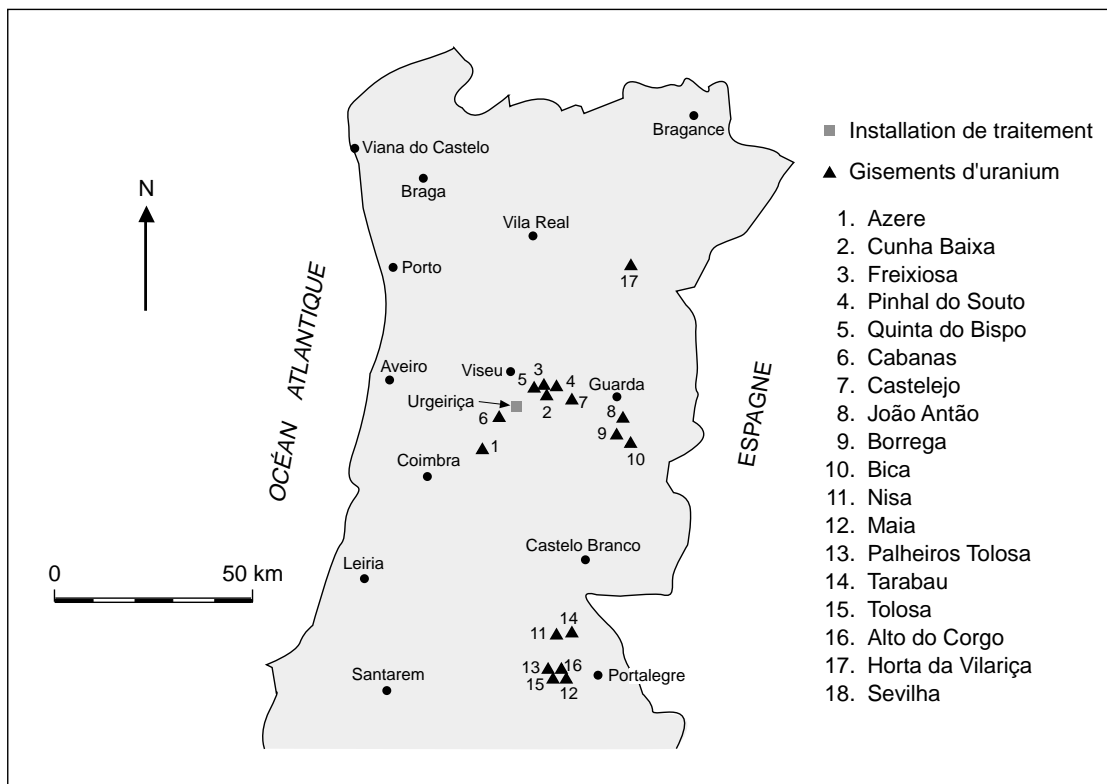 Bragance
Viana do Castelo
Braga
N
Vila Real
Porto
17
OCÉAN ATLANTIQUE
Aveiro
Viseu
3
5
4
Guarda
Urgeiriça
2
7
8
6
9
10
1
Coimbra
ESPAGNE
Castelo Branco
0 50 km
Leiria
14
11
13
16
Santarem
15
12
Portalegre
Installation de traitement
Gisements d'uranium
1. Azere
2. Cunha Baixa
3. Freixiosa
4. Pinhal do Souto
5. Quinta do Bispo
6. Cabanas
7. Castelejo
8. João Antão
9. Borrega
10. Bica
11. Nisa
12. Maia
13. Palheiros Tolosa
14. Tarabau
15. Tolosa
16. Alto do Corgo
17. Horta da Vilariça
18. Sevilha